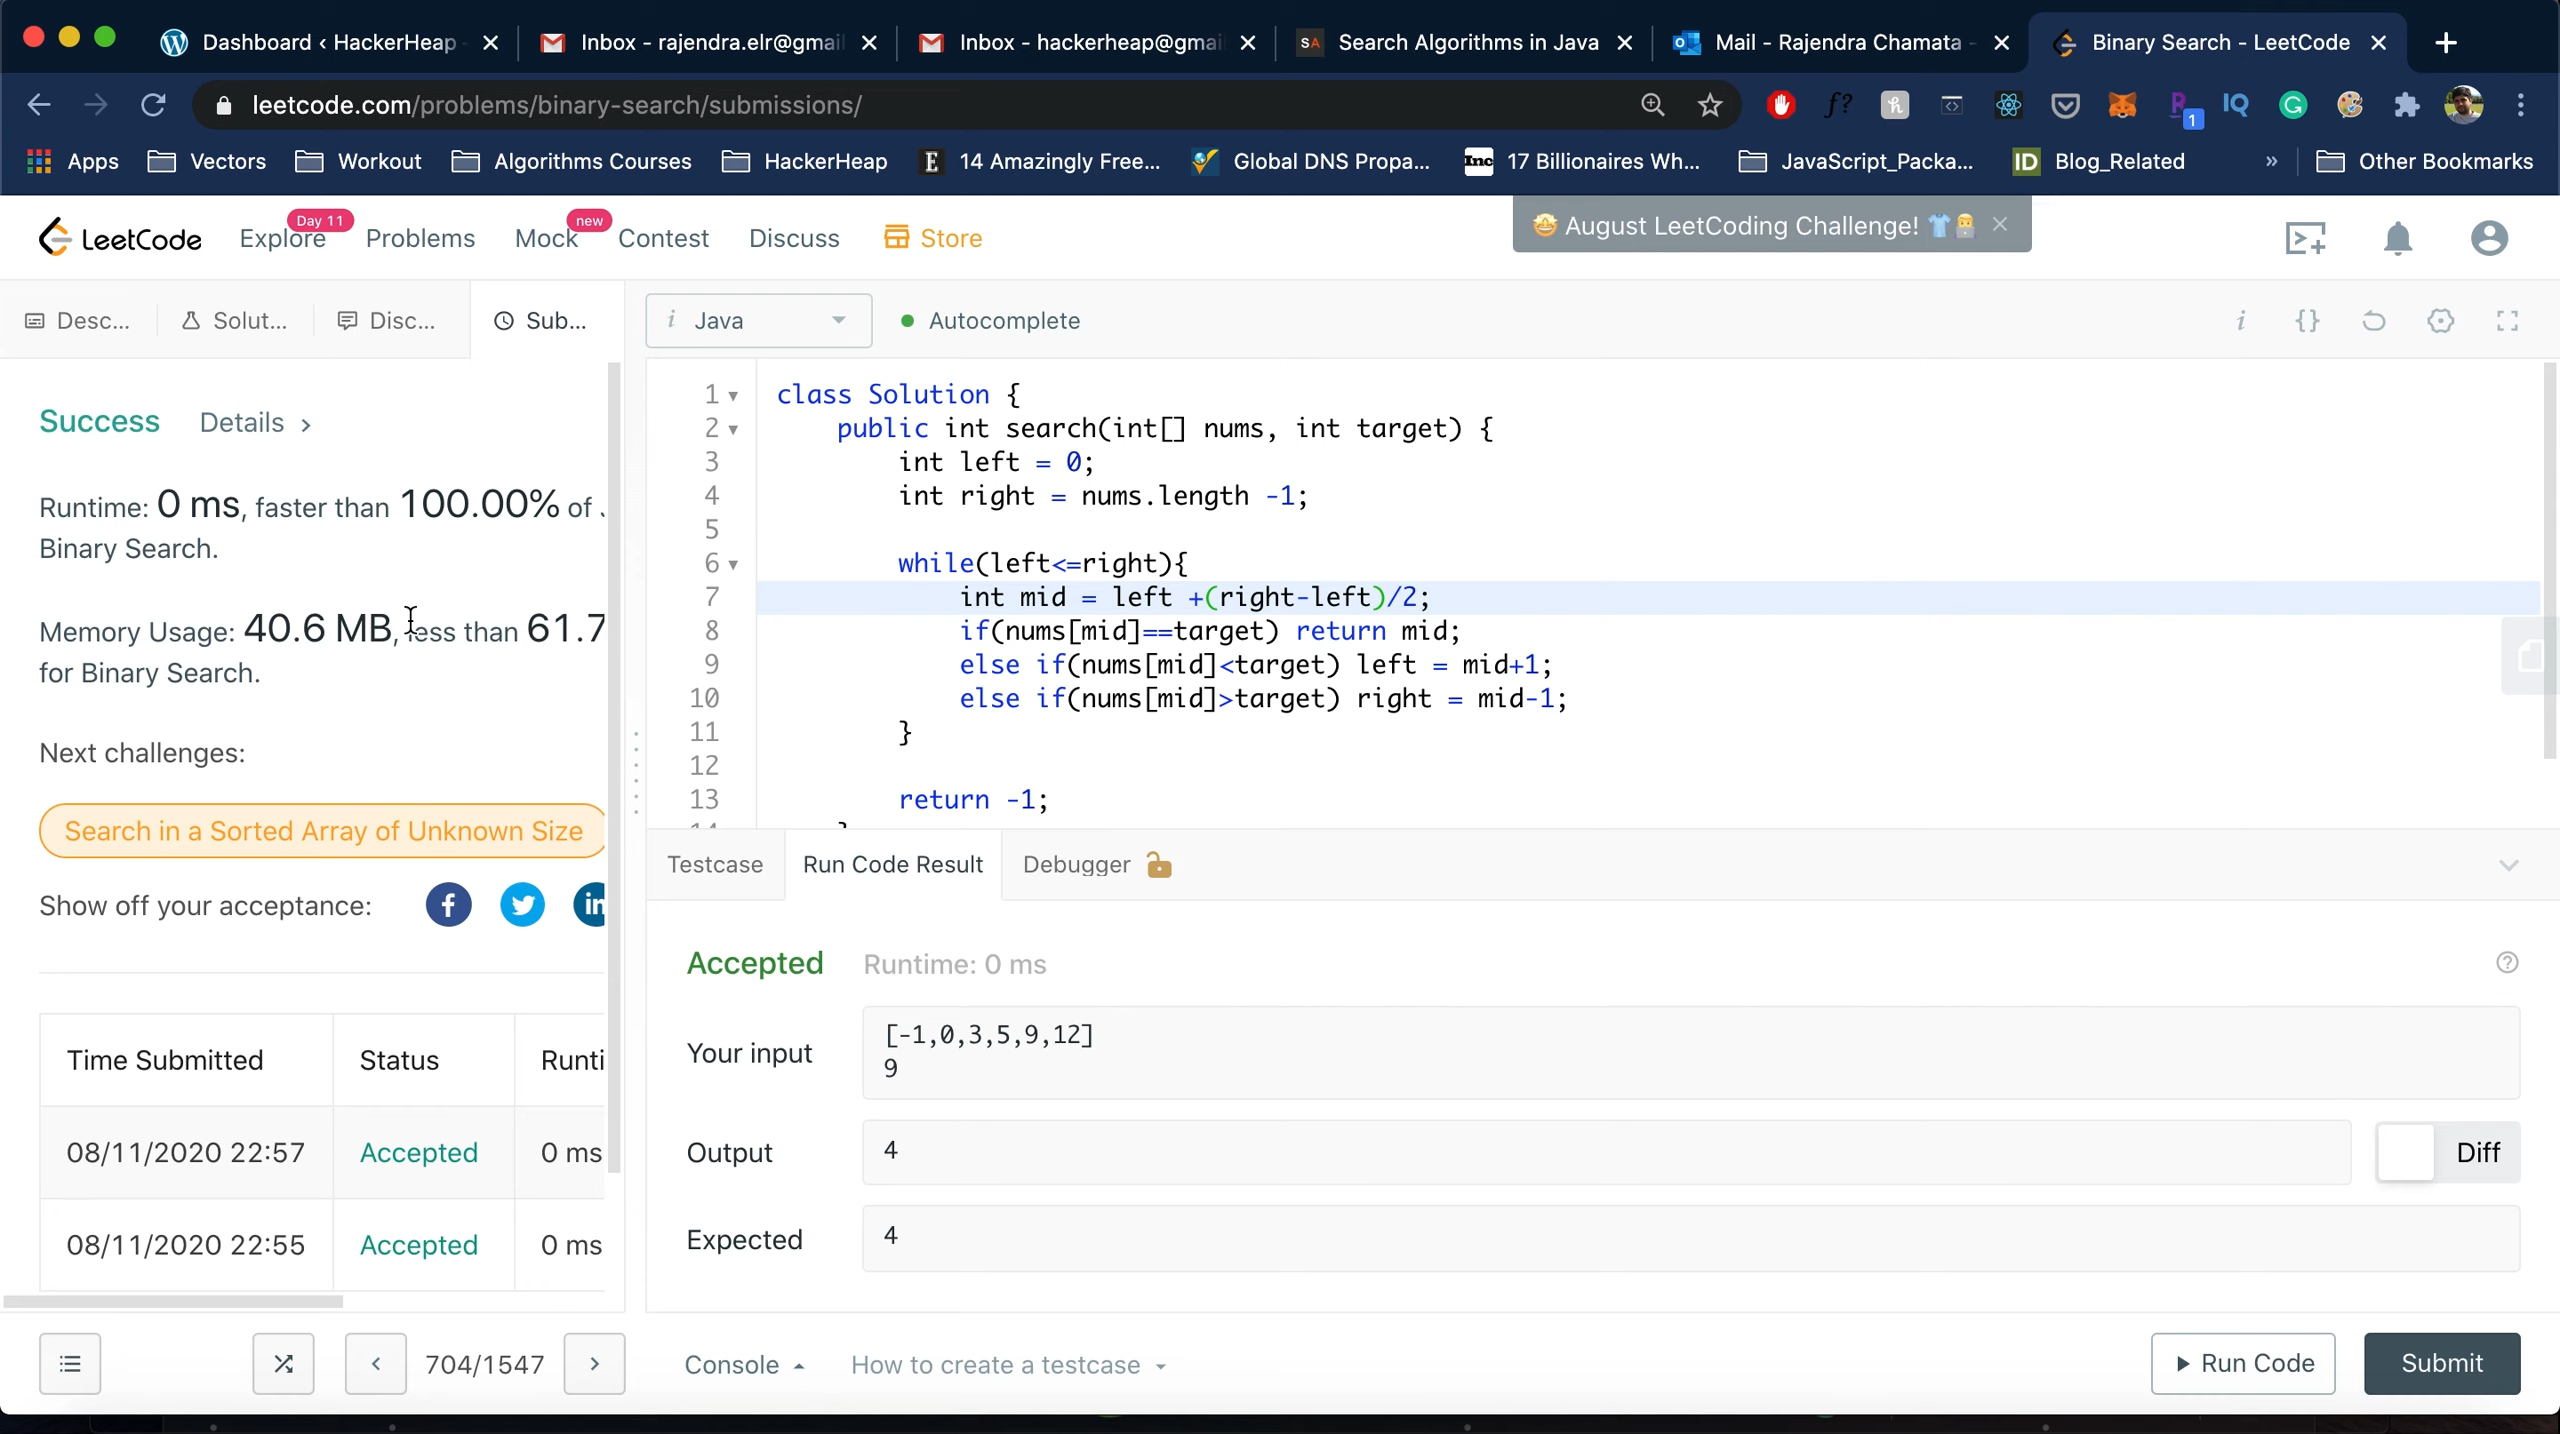 Dashboard ‹ HackerHeap
Inbox - rajendra.elr@gmai
Inbox - hackerheap@gmai
SA Search Algorithms in Java
Mail - Rajendra Chamata -
Binary Search - LeetCode
leetcode.com/problems/binary-search/submissions/
f?
1
IQ
Apps
Vectors
Workout
Algorithms Courses
HackerHeap
E 14 Amazingly Free...
Global DNS Propa...
Inc 17 Billionaires Wh...
JavaScript_Packa...
ID Blog_Related
»
Other Bookmarks
LeetCode
Explore
Day 11
Problems
Mock
new
Contest
Discuss
Store
August LeetCoding Challenge!
Desc...
Solut...
Disc...
Sub...
i Java
Autocomplete
i {}
Success Details >
Runtime: 0 ms, faster than 100.00% of
Binary Search.
Memory Usage: 40.6 MB, less than 61.7
for Binary Search.
Next challenges:
Search in a Sorted Array of Unknown Size
Show off your acceptance:
f
in
Time Submitted Status Runti
08/11/2020 22:57 Accepted 0 ms
08/11/2020 22:55 Accepted 0 ms
704/1547
1 class Solution {
2 public int search(int[] nums, int target) {
3 int left = 0;
4 int right = nums.length -1;
5
6 while(left<=right){
7 int mid = left +(right-left)/2;
8 if(nums[mid]==target) return mid;
9 else if(nums[mid]<target) left = mid+1;
10 else if(nums[mid]>target) right = mid-1;
11 }
12
13 return -1;
Testcase
Run Code Result
Debugger
Accepted Runtime: 0 ms
?
Your input
[-1,0,3,5,9,12]
9
Output
4
Diff
Expected
4
Console
How to create a testcase
Run Code
Submit